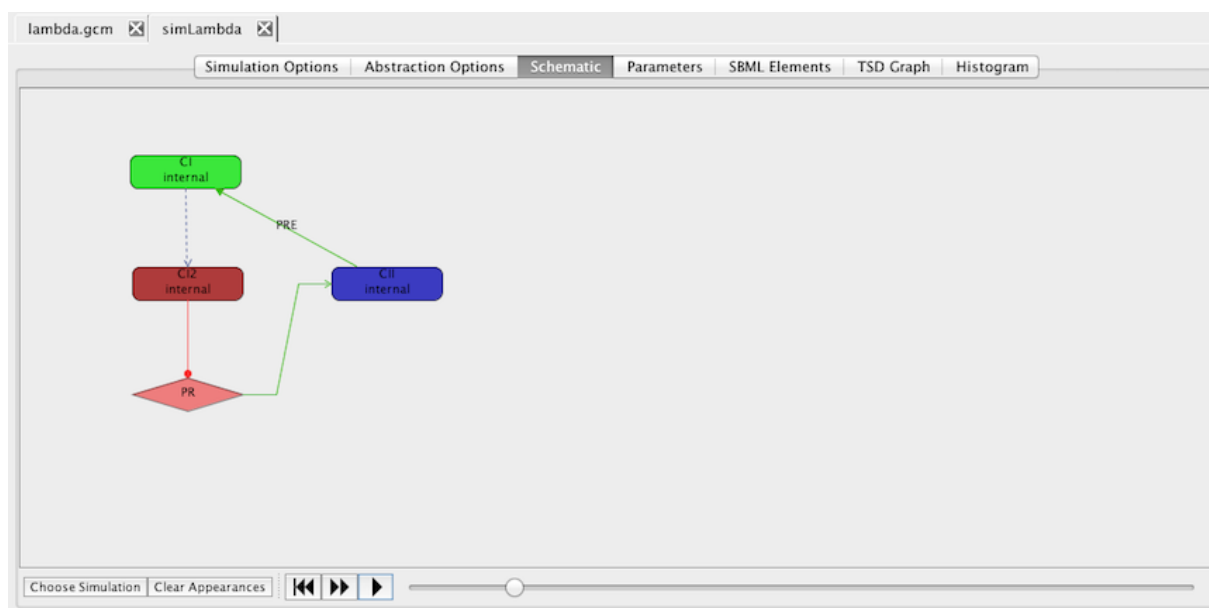 lambda.gcm simLambda
Simulation Options Abstraction Options Schematic Parameters SBML Elements TSD Graph Histogram
CI
internal
PRE
CI2
internal
CII
internal
PR
Choose Simulation Clear Appearances